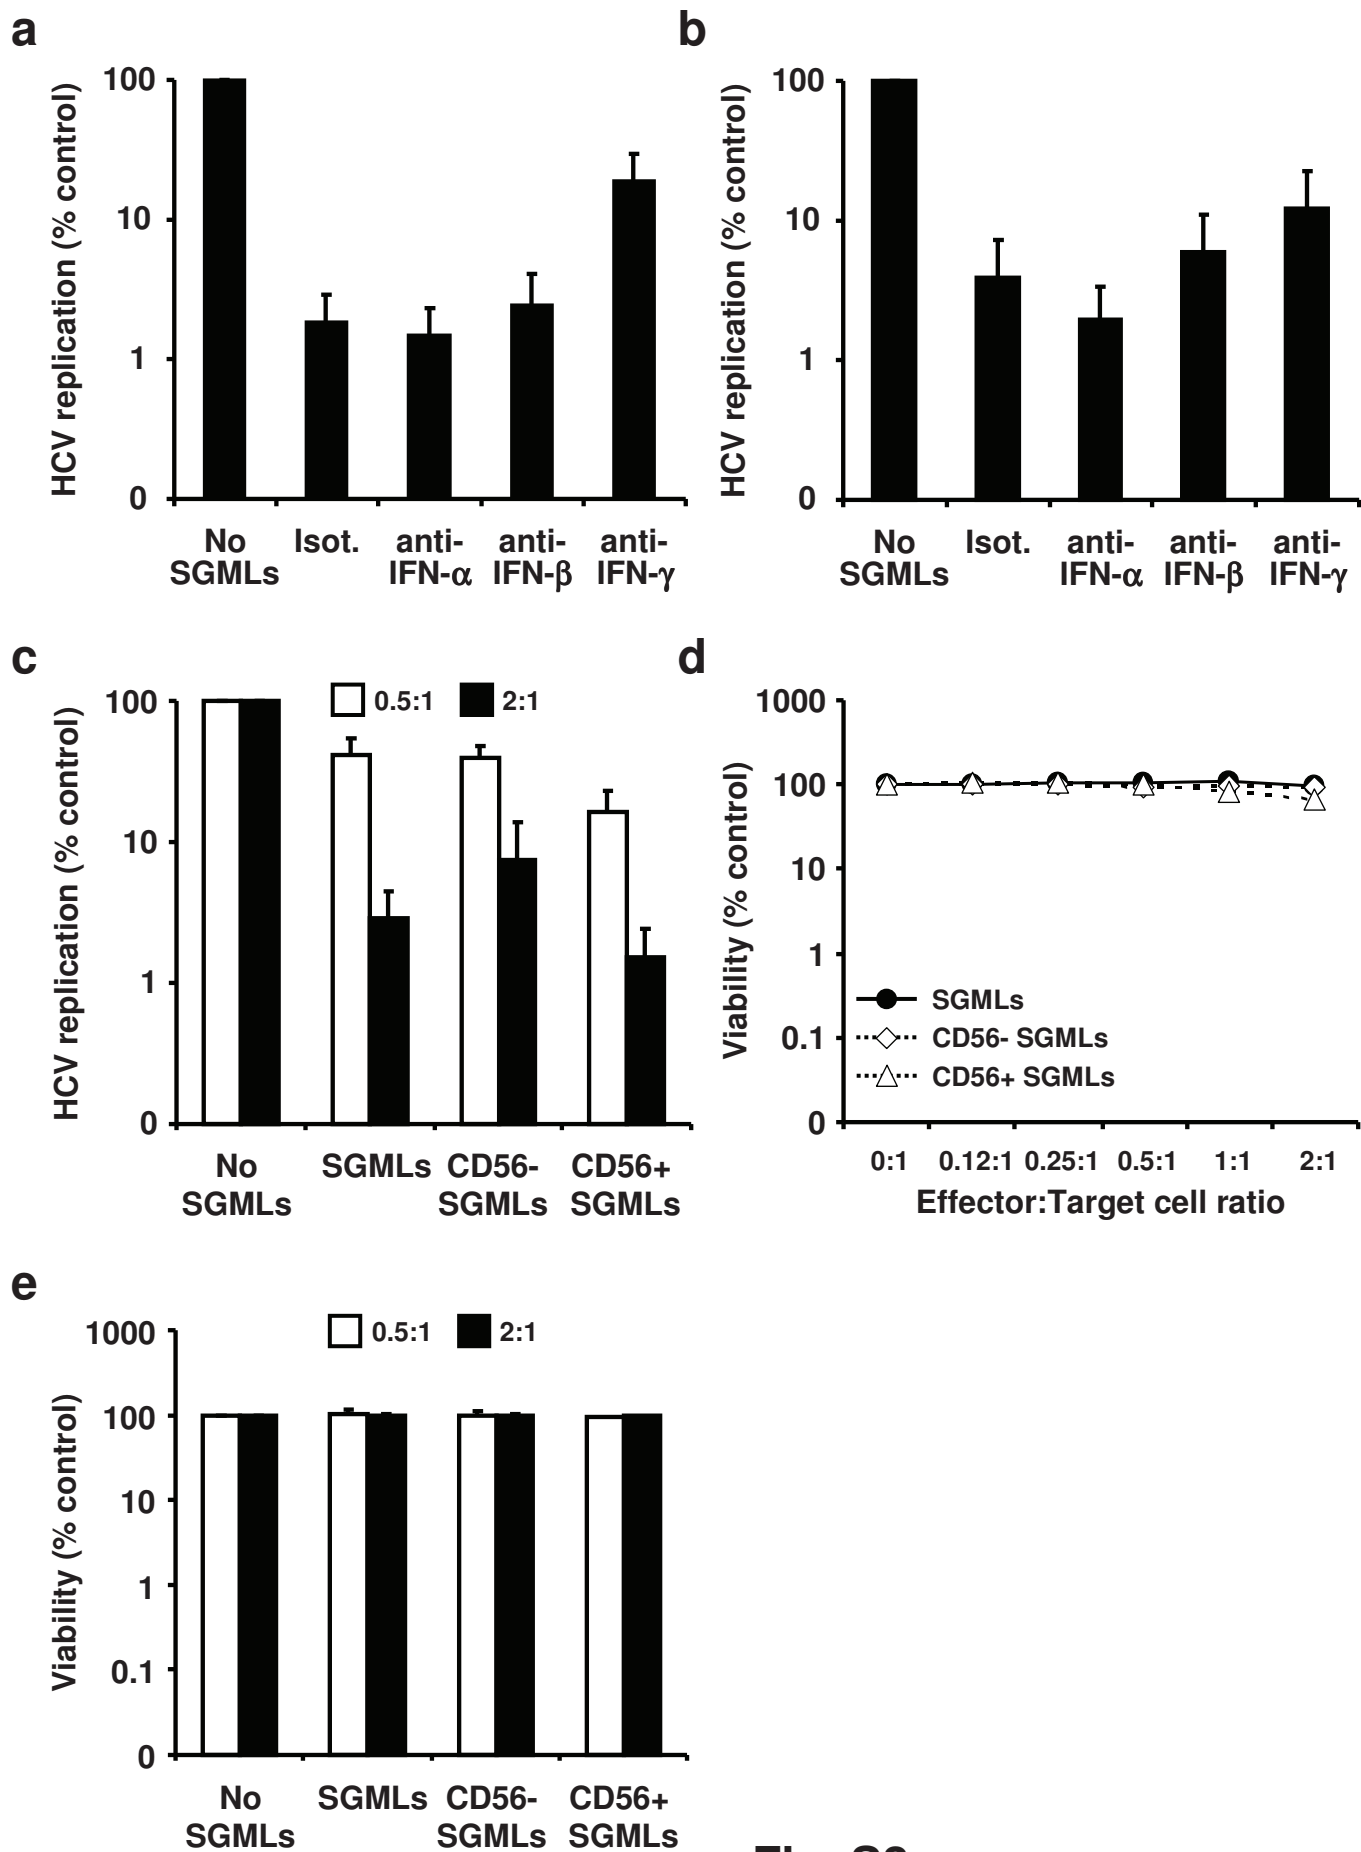 a
HCV replication (% control)
100
10
1
0
No SGMLs
Isot.
anti-IFN-α
anti-IFN-β
anti-IFN-γ
b
HCV replication (% control)
100
10
1
0
No SGMLs
Isot.
anti-IFN-α
anti-IFN-β
anti-IFN-γ
c
0.5:1
2:1
HCV replication (% control)
100
10
1
0
No SGMLs
SGMLs
CD56- SGMLs
CD56+ SGMLs
d
Viability (% control)
1000
100
10
1
0.1
0
SGMLs
CD56- SGMLs
CD56+ SGMLs
0:1 0.12:1 0.25:1 0.5:1 1:1 2:1
Effector:Target cell ratio
e
0.5:1
2:1
Viability (% control)
1000
100
10
1
0.1
0
No SGMLs
SGMLs
CD56- SGMLs
CD56+ SGMLs